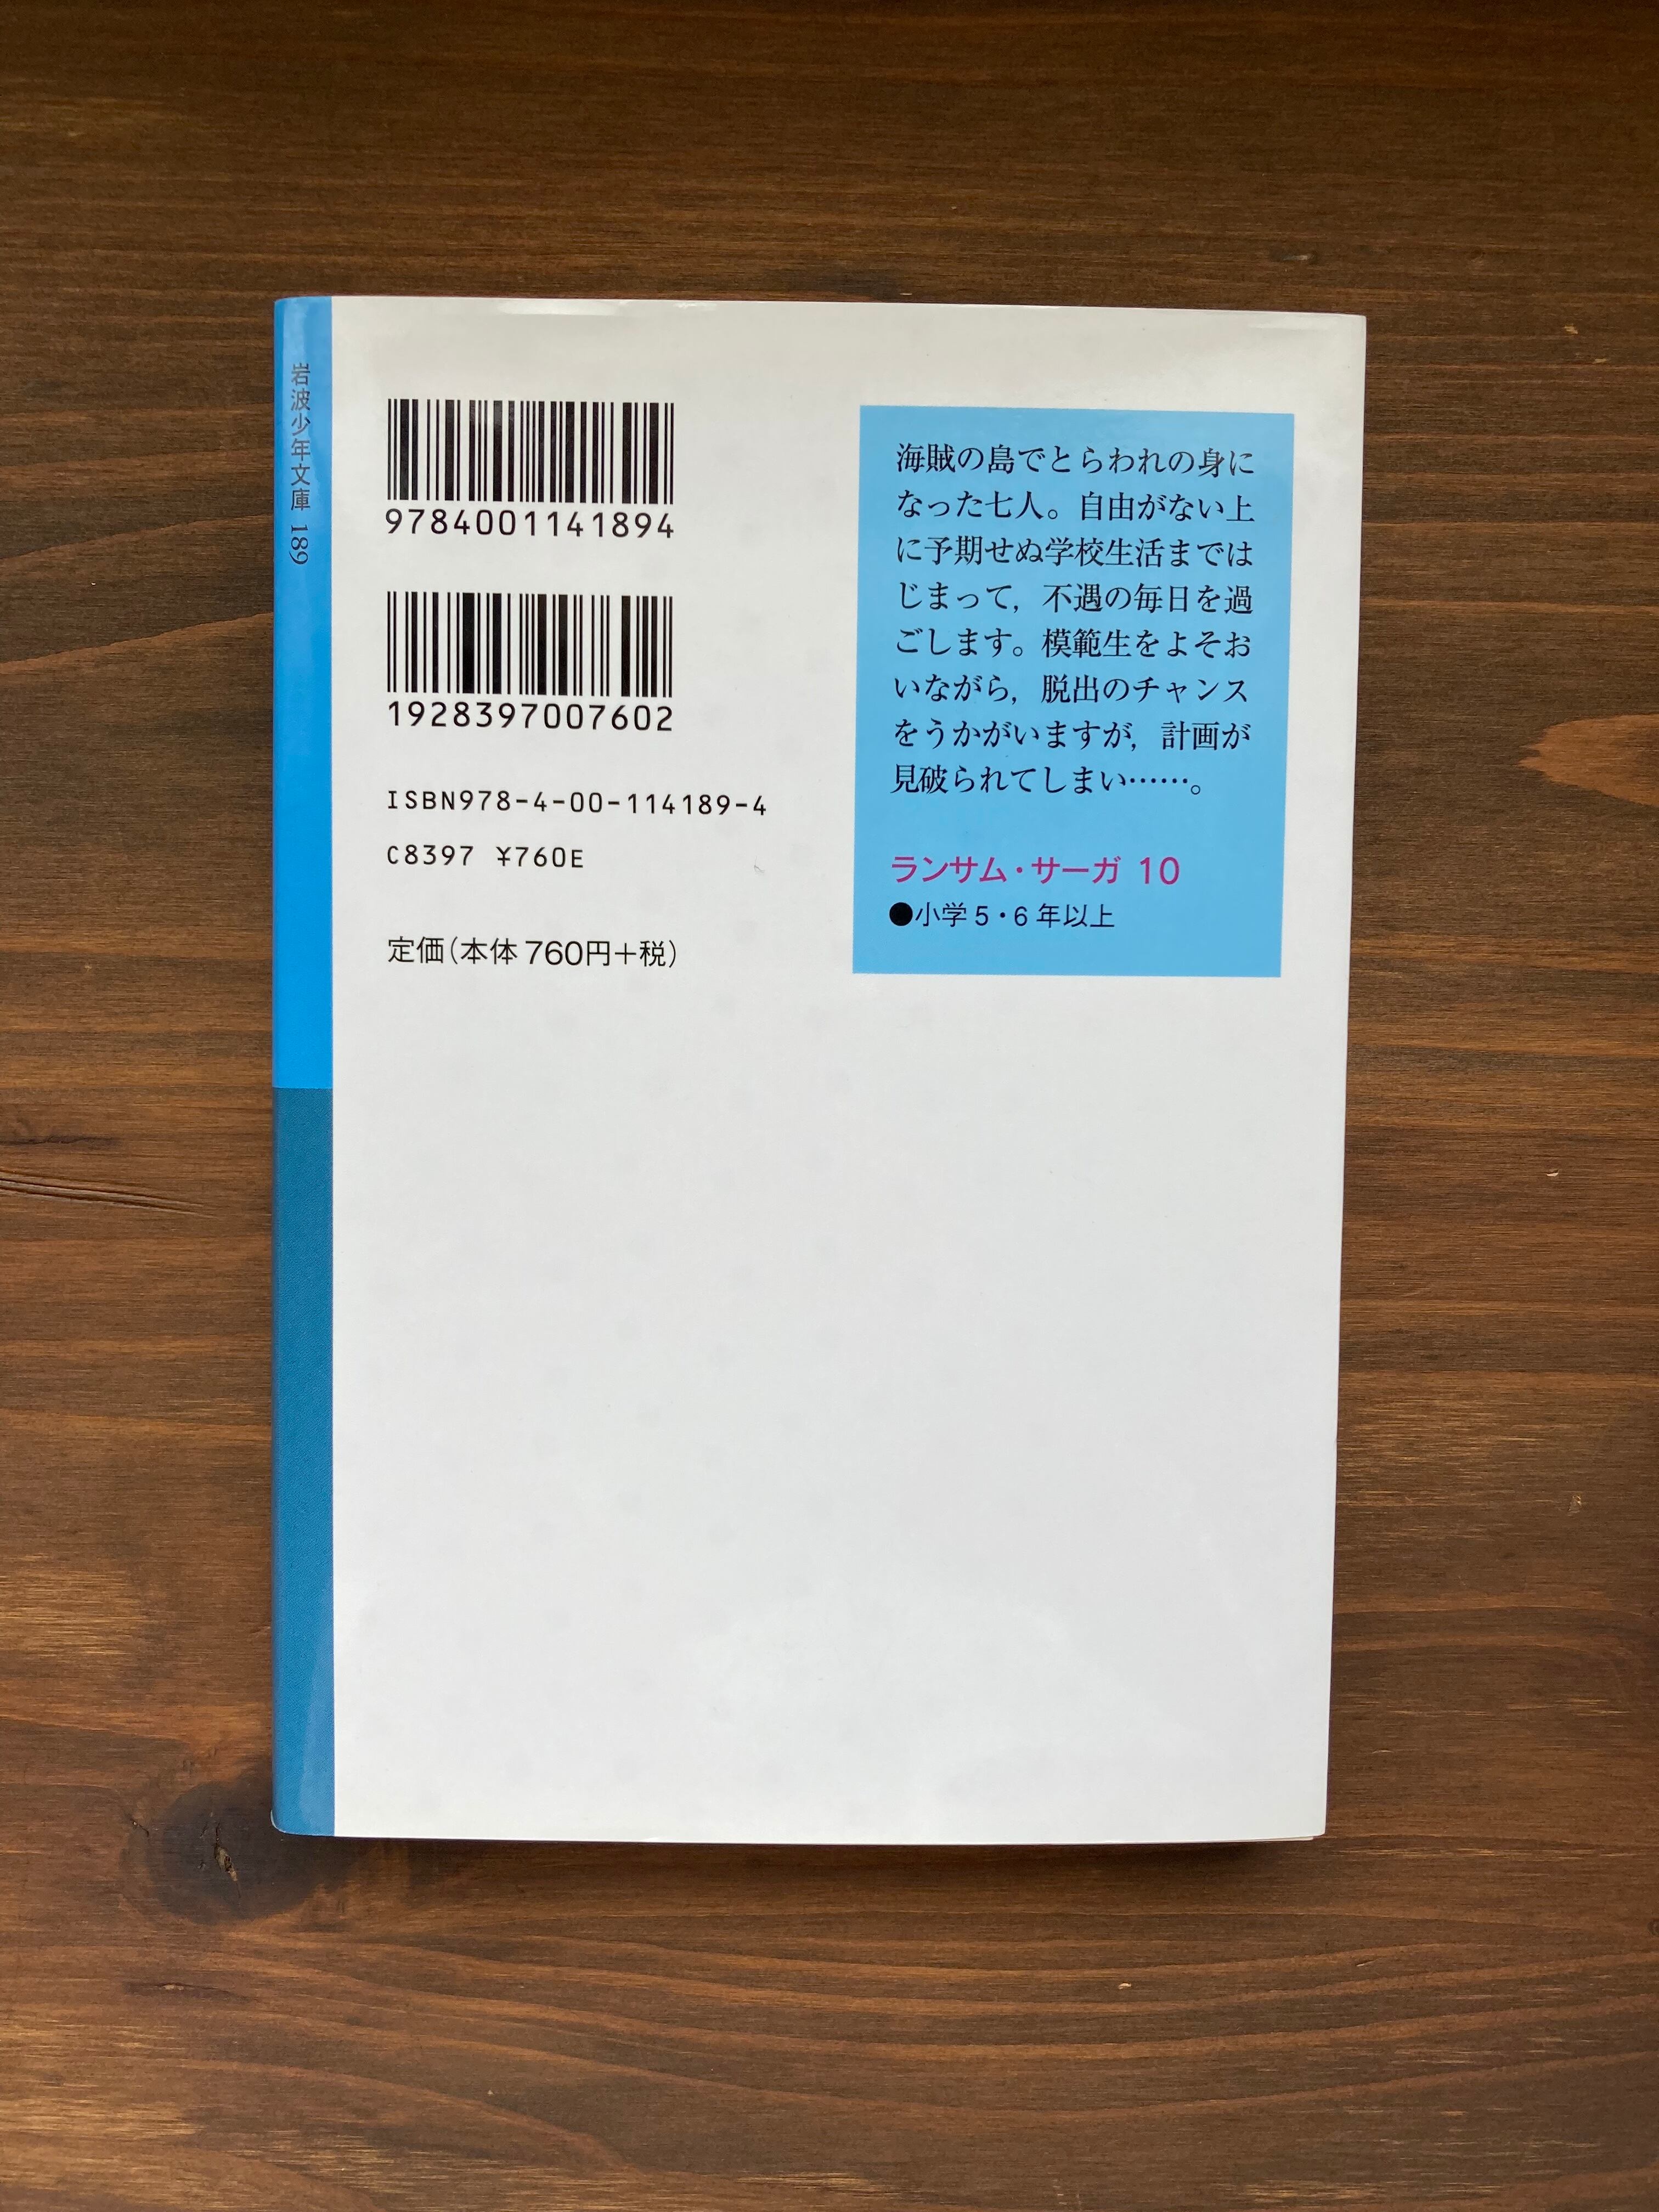 岩波少年文庫 189
9784001141894
1928397007602
ISBN978-4-00-114189-4
C8397 ¥760E
定価(本体 760円+税)
海賊の島でとらわれの身に
なった七人。自由がない上
に予期せぬ学校生活まではじ
じまって,不遇の毎日を過
ごします。模範生をよそお
いながら,脱出のチャンス
をうかがいますが,計画が
見破られてしまい……。
ランサム・サーガ 10
●小学 5・6 年以上